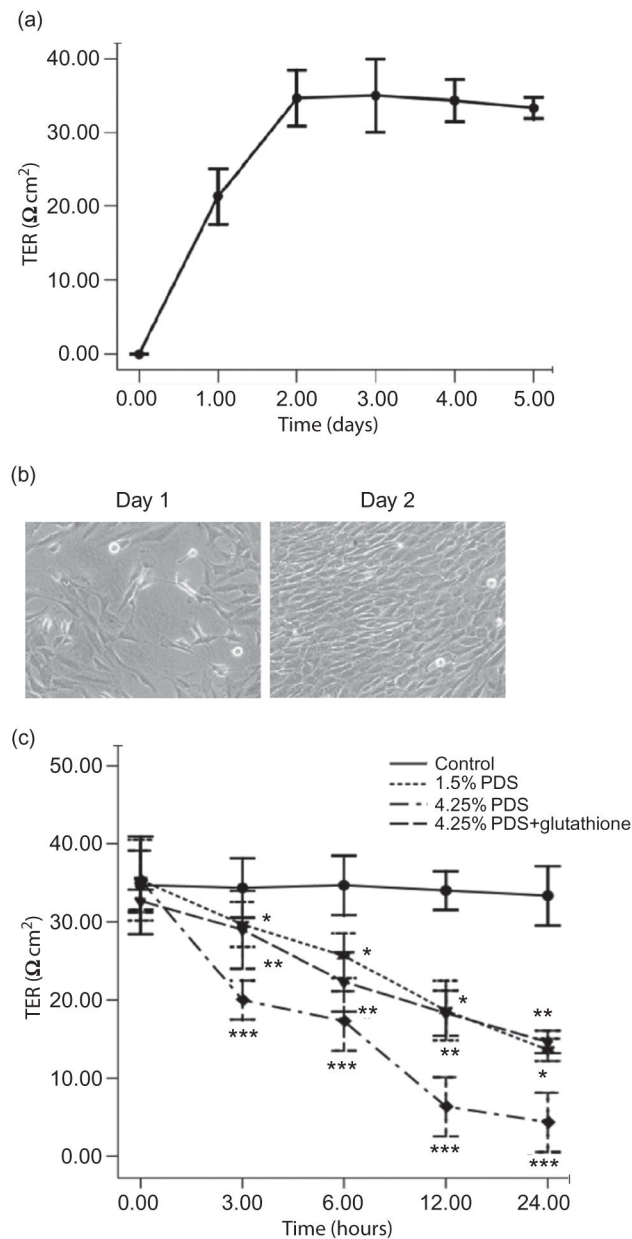 (a)
40.00
30.00
20.00
10.00
0.00
TER (Ω cm²)
0.00 1.00 2.00 3.00 4.00 5.00
Time (days)
(b)
Day 1 Day 2
(c)
50.00
40.00
30.00
20.00
10.00
0.00
TER (Ω cm²)
Control
1.5% PDS
4.25% PDS
4.25% PDS+glutathione
*
**
***
*
**
***
*
**
***
**
*
***
0.00 3.00 6.00 12.00 24.00
Time (hours)